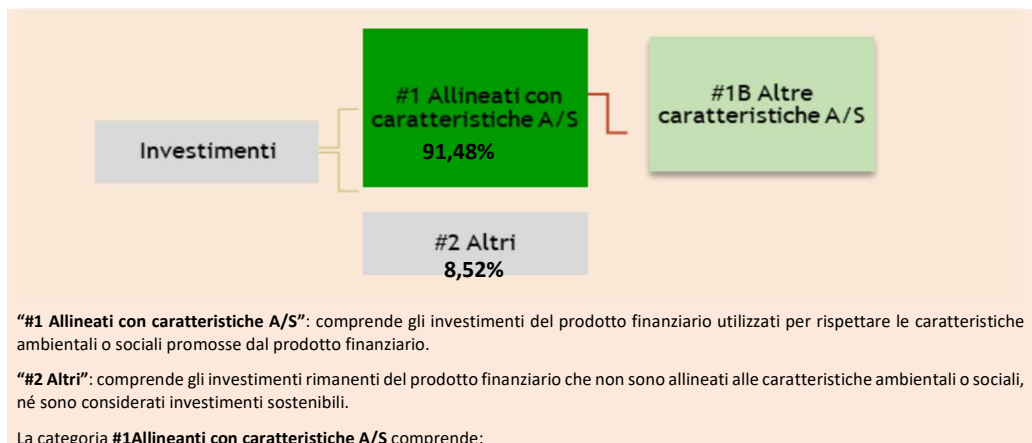 Investimenti
#1 Allineati con
caratteristiche A/S
91,48%
#1B Altre
caratteristiche A/S
#2 Altri
8,52%
“#1 Allineati con caratteristiche A/S”: comprende gli investimenti del prodotto finanziario utilizzati per rispettare le caratteristiche
ambientali o sociali promosse dal prodotto finanziario.
“#2 Altri”: comprende gli investimenti rimanenti del prodotto finanziario che non sono allineati alle caratteristiche ambientali o sociali,
né sono considerati investimenti sostenibili.
La categoria #1Allineanti con caratteristiche A/S comprende: